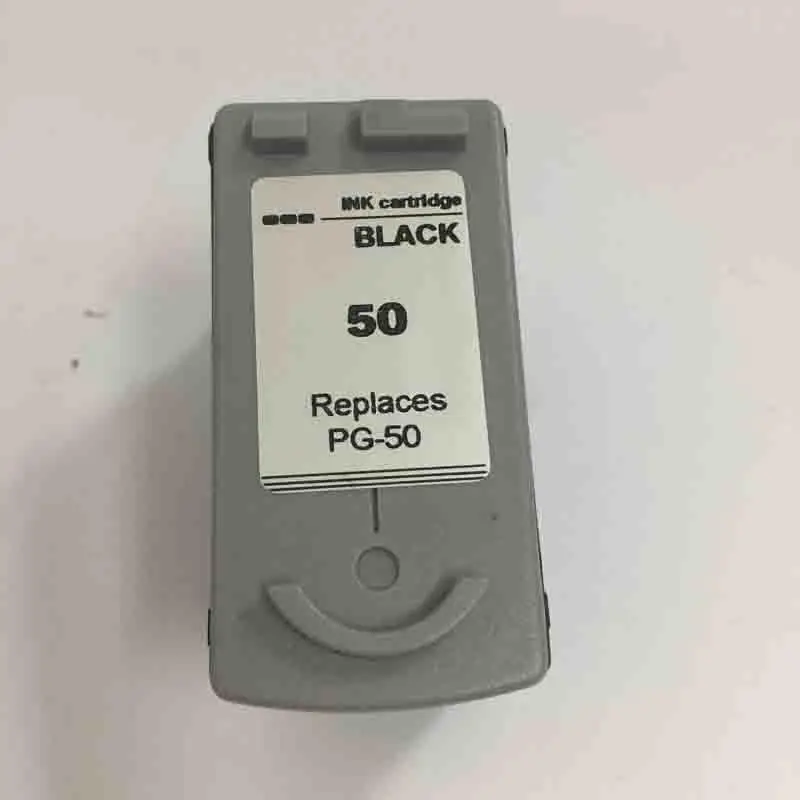 INK cartridge
BLACK
50
Replaces
PG-50